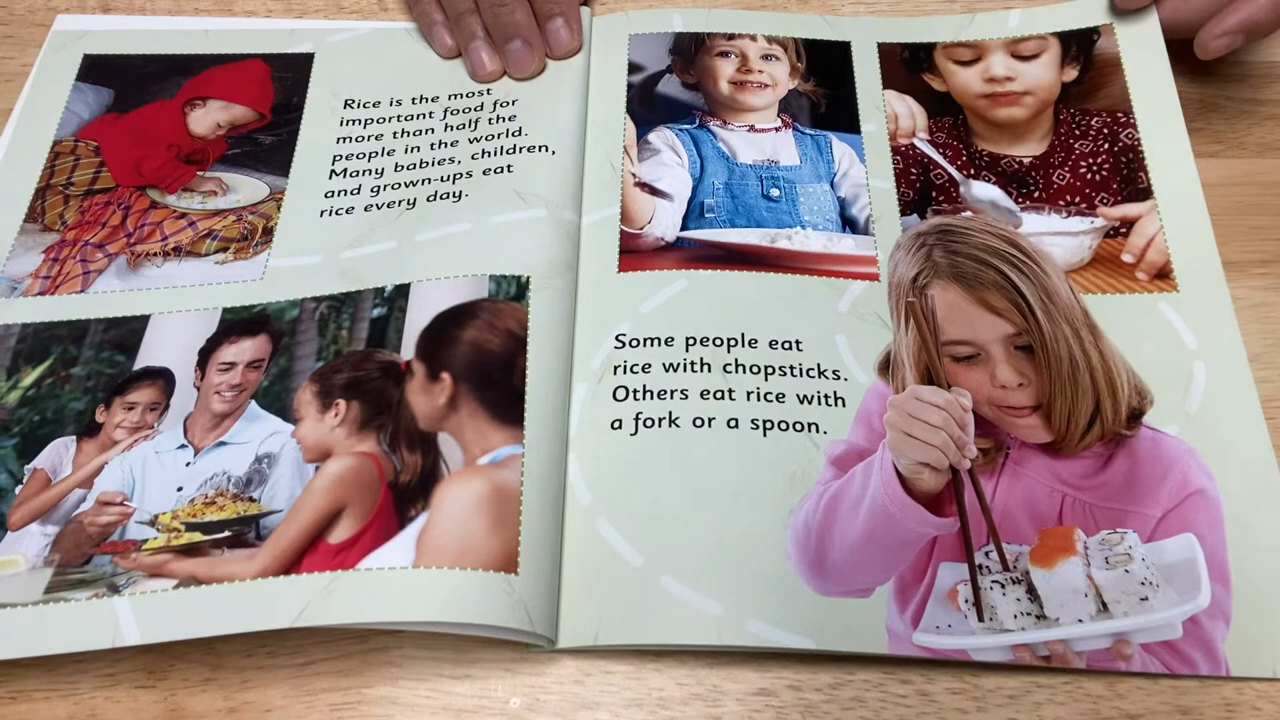 Rice is the most
important food for
more than half the
people in the world.
Many babies, children,
and grown-ups eat
rice every day.
Some people eat
rice with chopsticks.
Others eat rice with
a fork or a spoon.